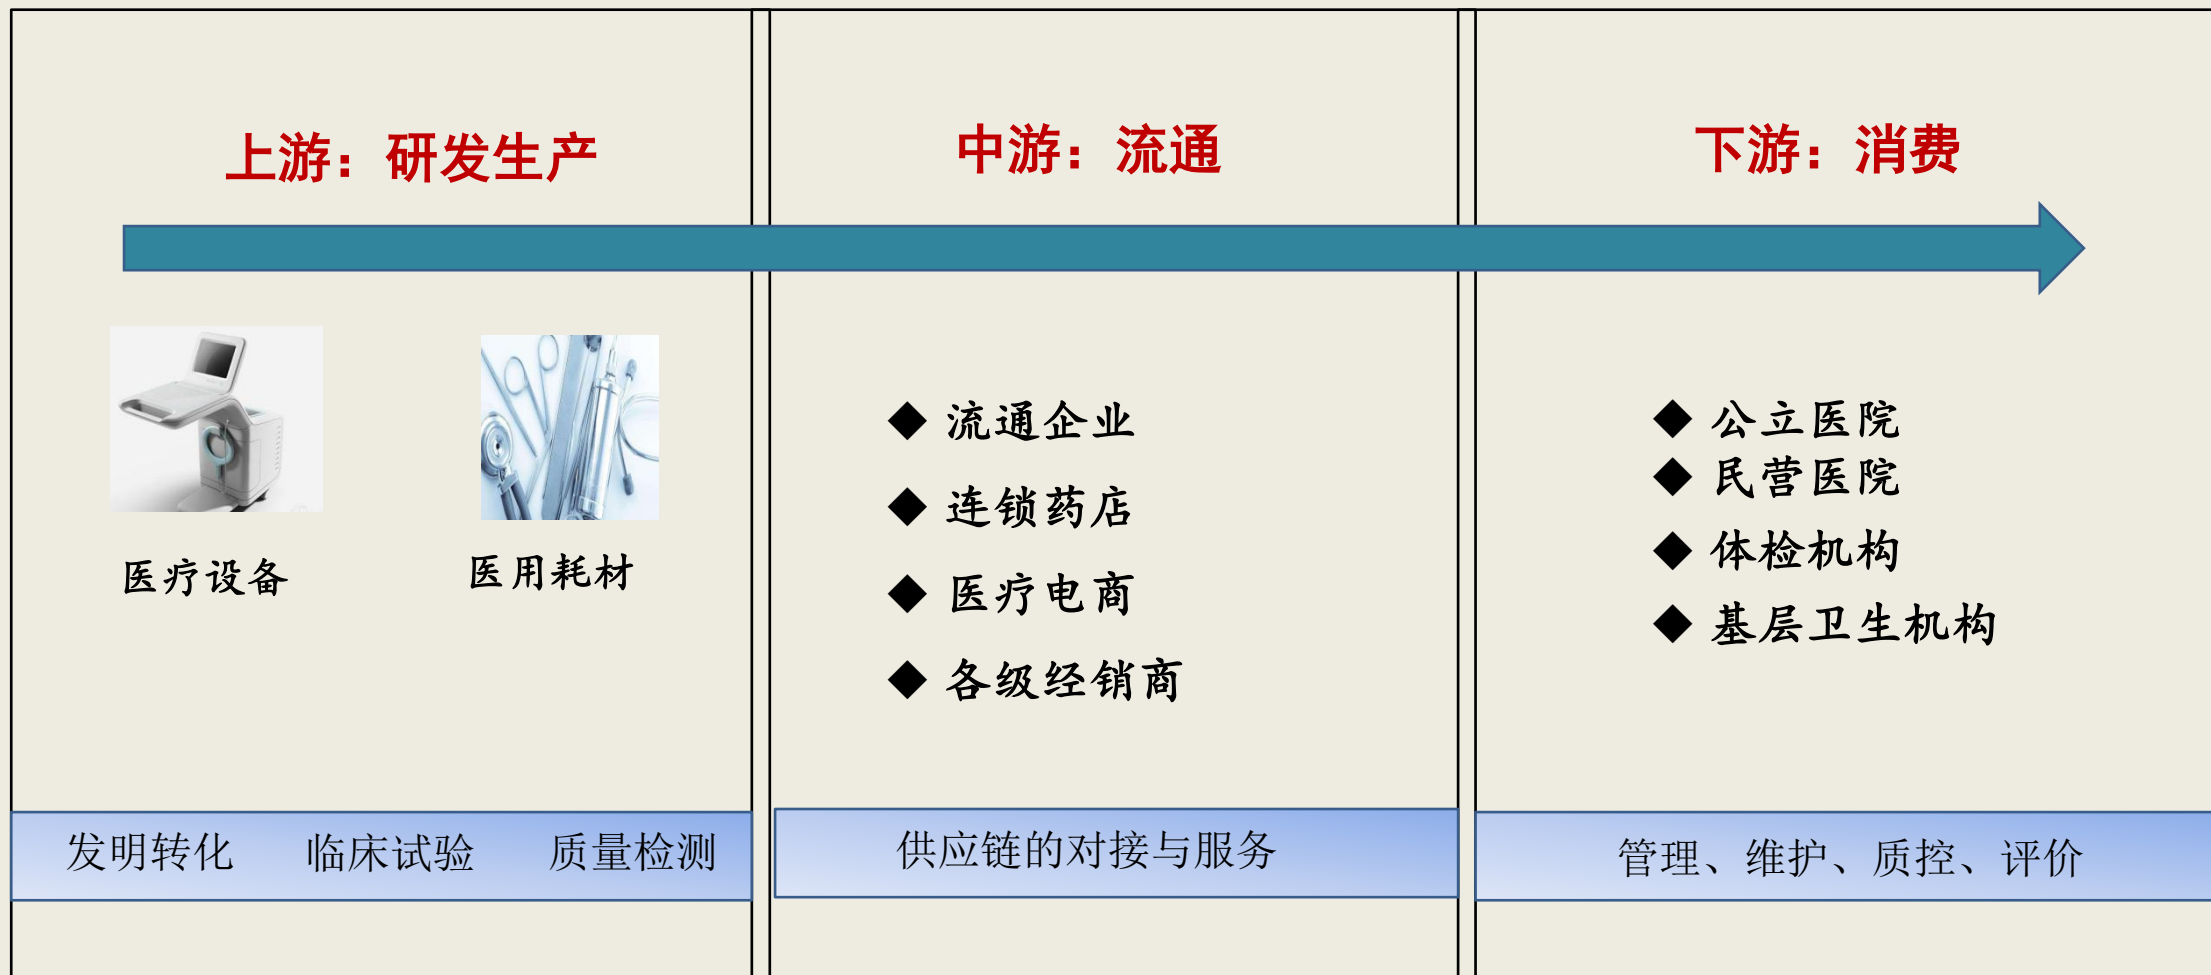 上游：研发生产
医疗设备
医用耗材
发明转化 临床试验 质量检测
中游：流通
◆ 流通企业
◆ 连锁药店
◆ 医疗电商
◆ 各级经销商
供应链的对接与服务
下游：消费
◆ 公立医院
◆ 民营医院
◆ 体检机构
◆ 基层卫生机构
管理、维护、质控、评价